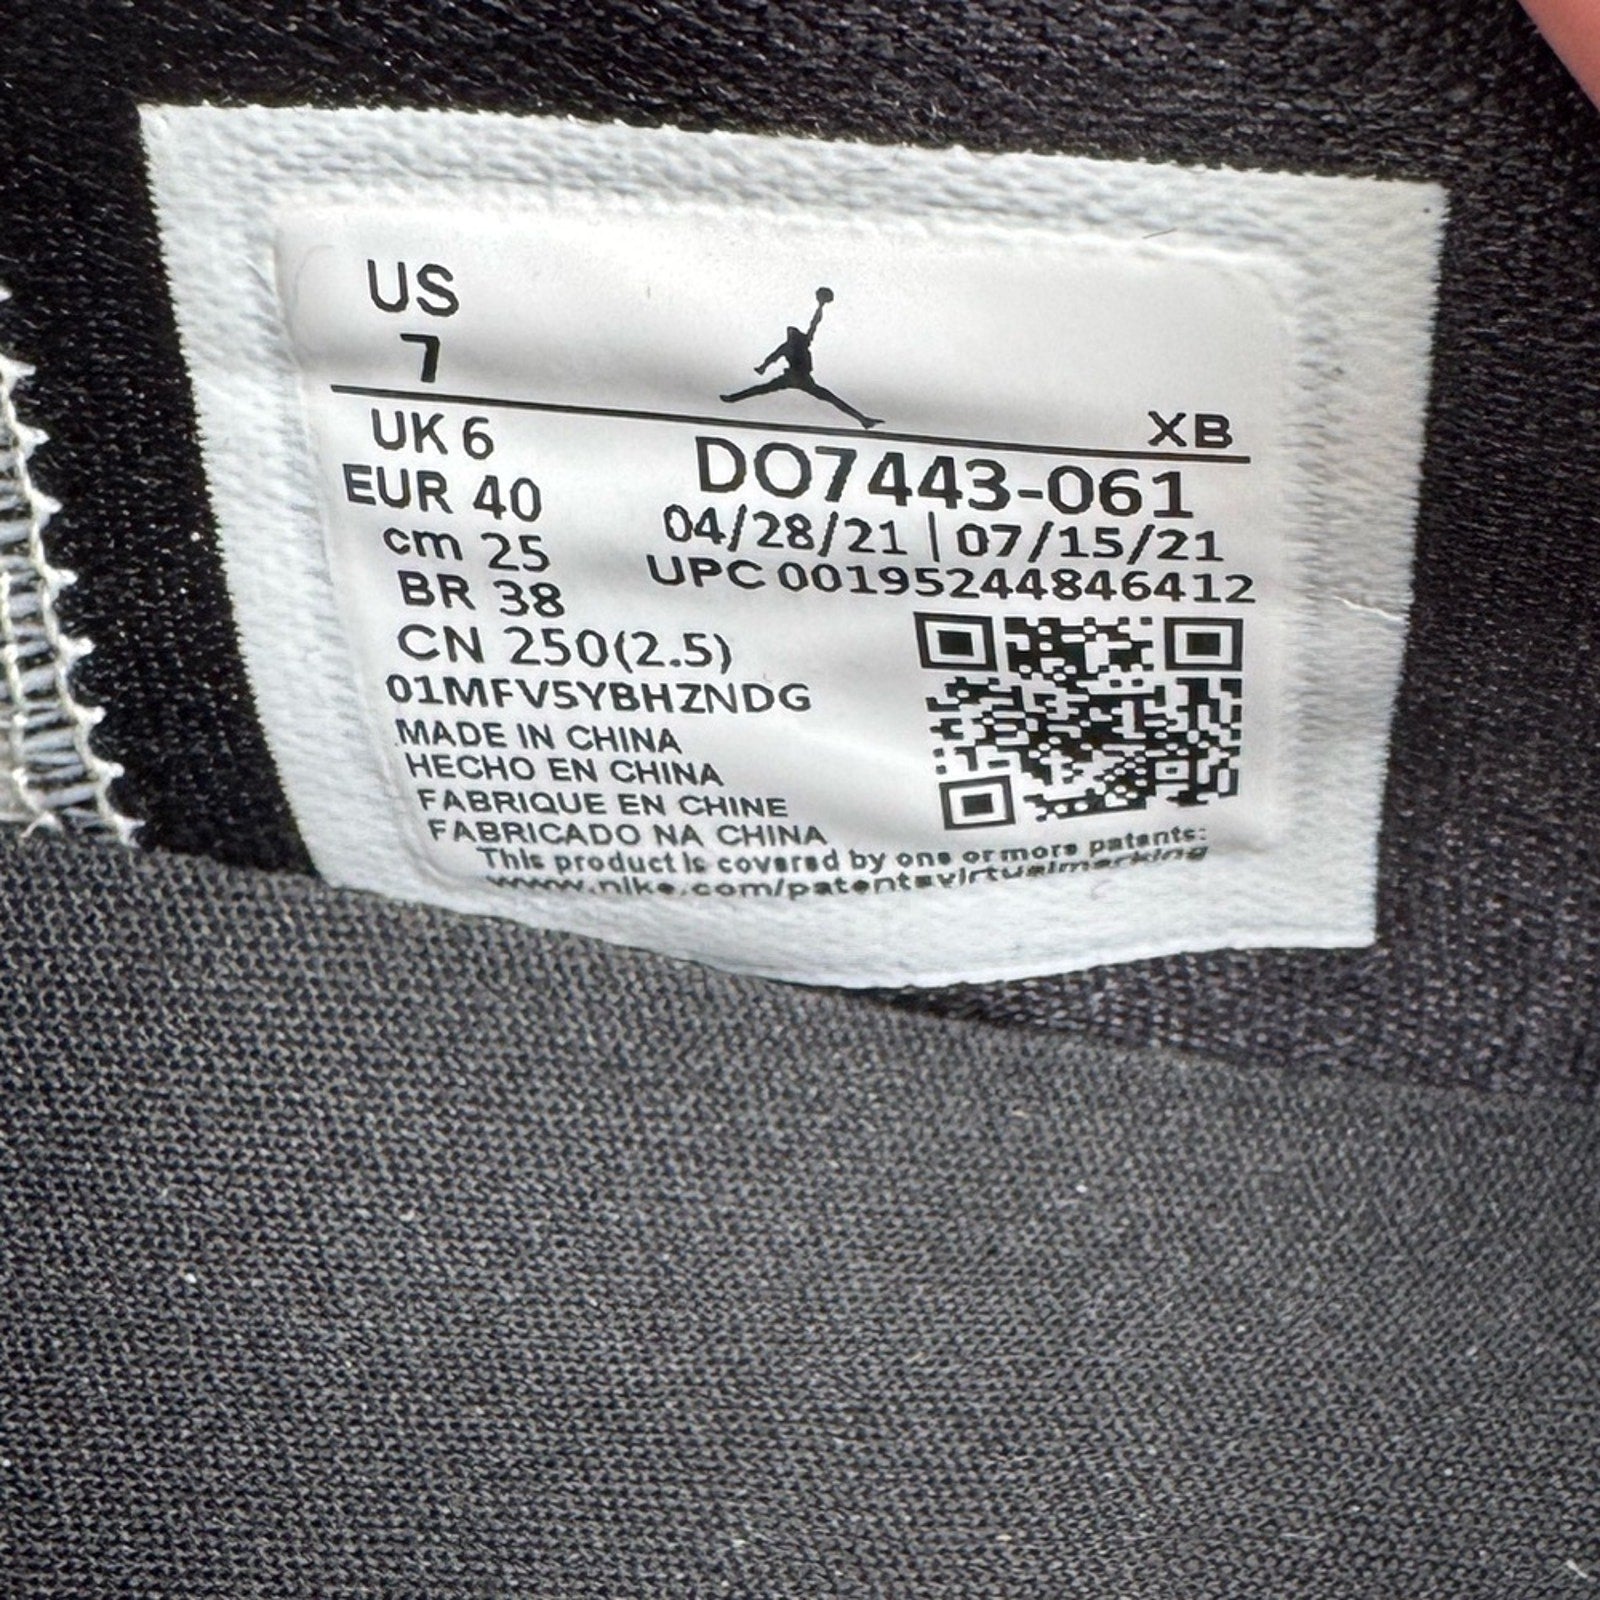 US
7
XB
UK 6
EUR 40
cm 25
BR 38
CN 250(2.5)
DO7443-061
04/28/21 | 07/15/21
UPC 00195244846412
01MFV5YBHZNDG
MADE IN CHINA
HECHO EN CHINA
FABRIQUE EN CHINE
FABRICADO NA CHINA
This product is covered by one or more patents:
www.nike.com/patentsvirtualmarking